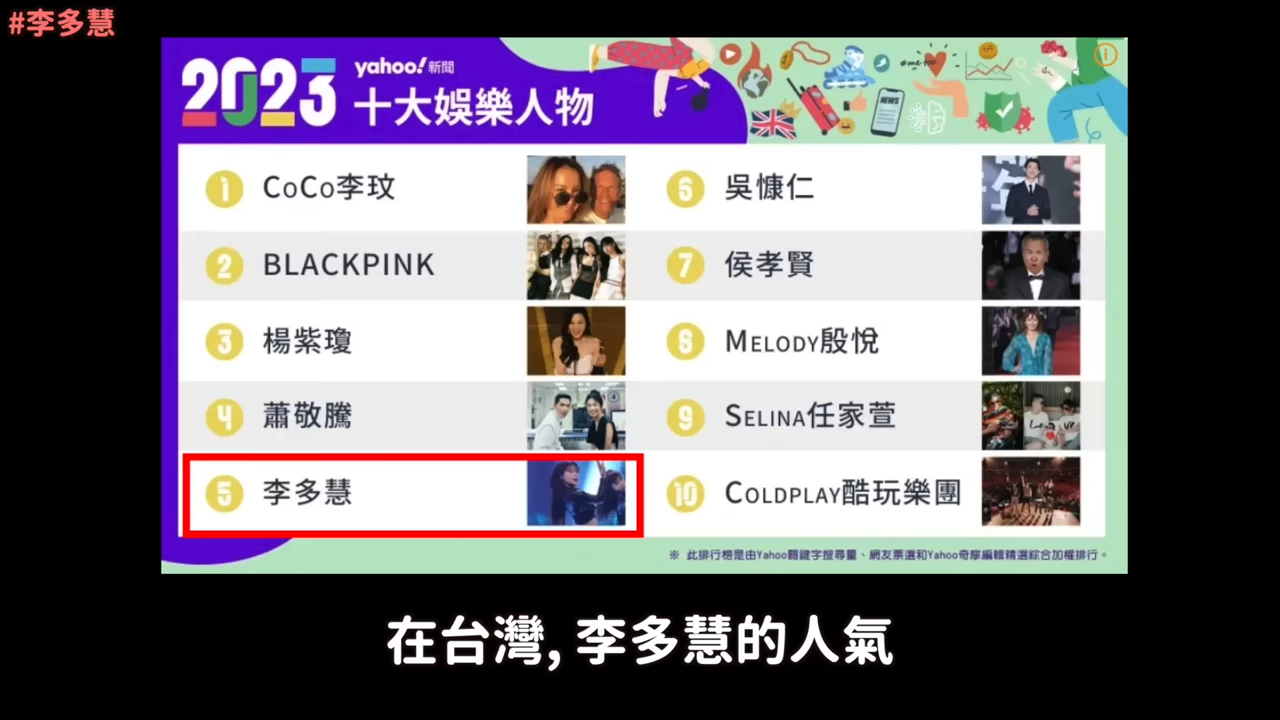 #李多慧
2023 yahoo!新聞
十大娛樂人物
1 CoCo李玟
2 BLACKPINK
3 楊紫瓊
4 蕭敬騰
5 李多慧
6 吳慷仁
7 侯孝賢
8 MELODY殷悅
9 SELINA任家萱
10 COLDPLAY酷玩樂團
※ 此排行榜是由Yahoo關鍵字搜尋量、網友票選和Yahoo奇摩編輯精選綜合加權排行。
在台灣, 李多慧的人氣